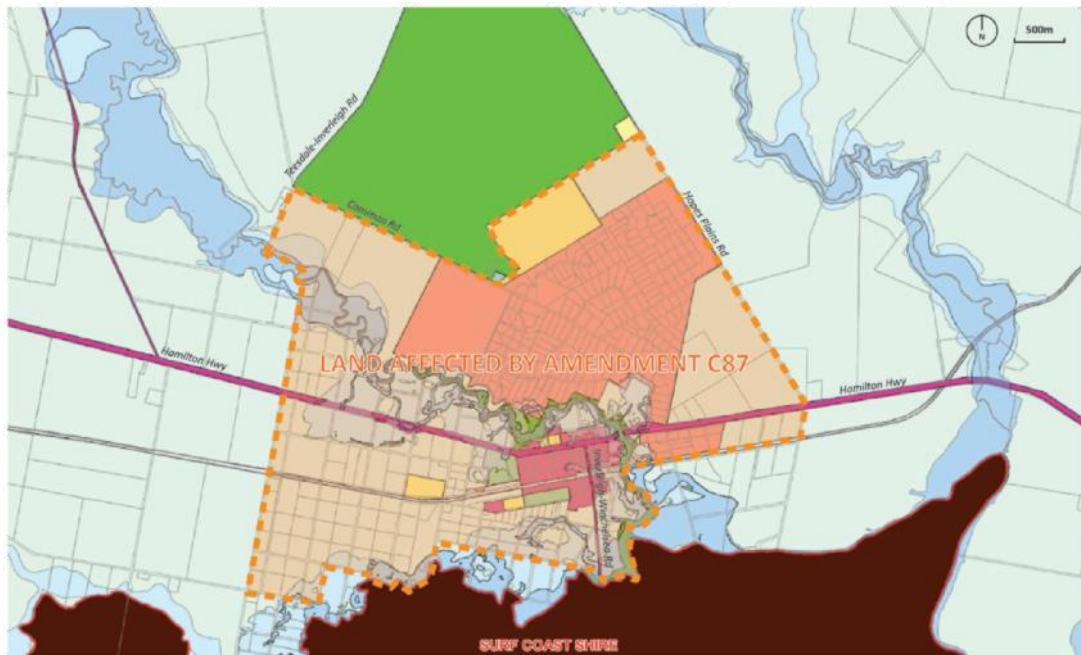 N
500m
Teesdale-Inverleigh Rd
Common Rd
Hopes Plains Rd
Hamilton Hwy
LAND AFFECTED BY AMENDMENT C87
Hamilton Hwy
Inverleigh-Winchelsea Rd
SURF COAST SHIRE